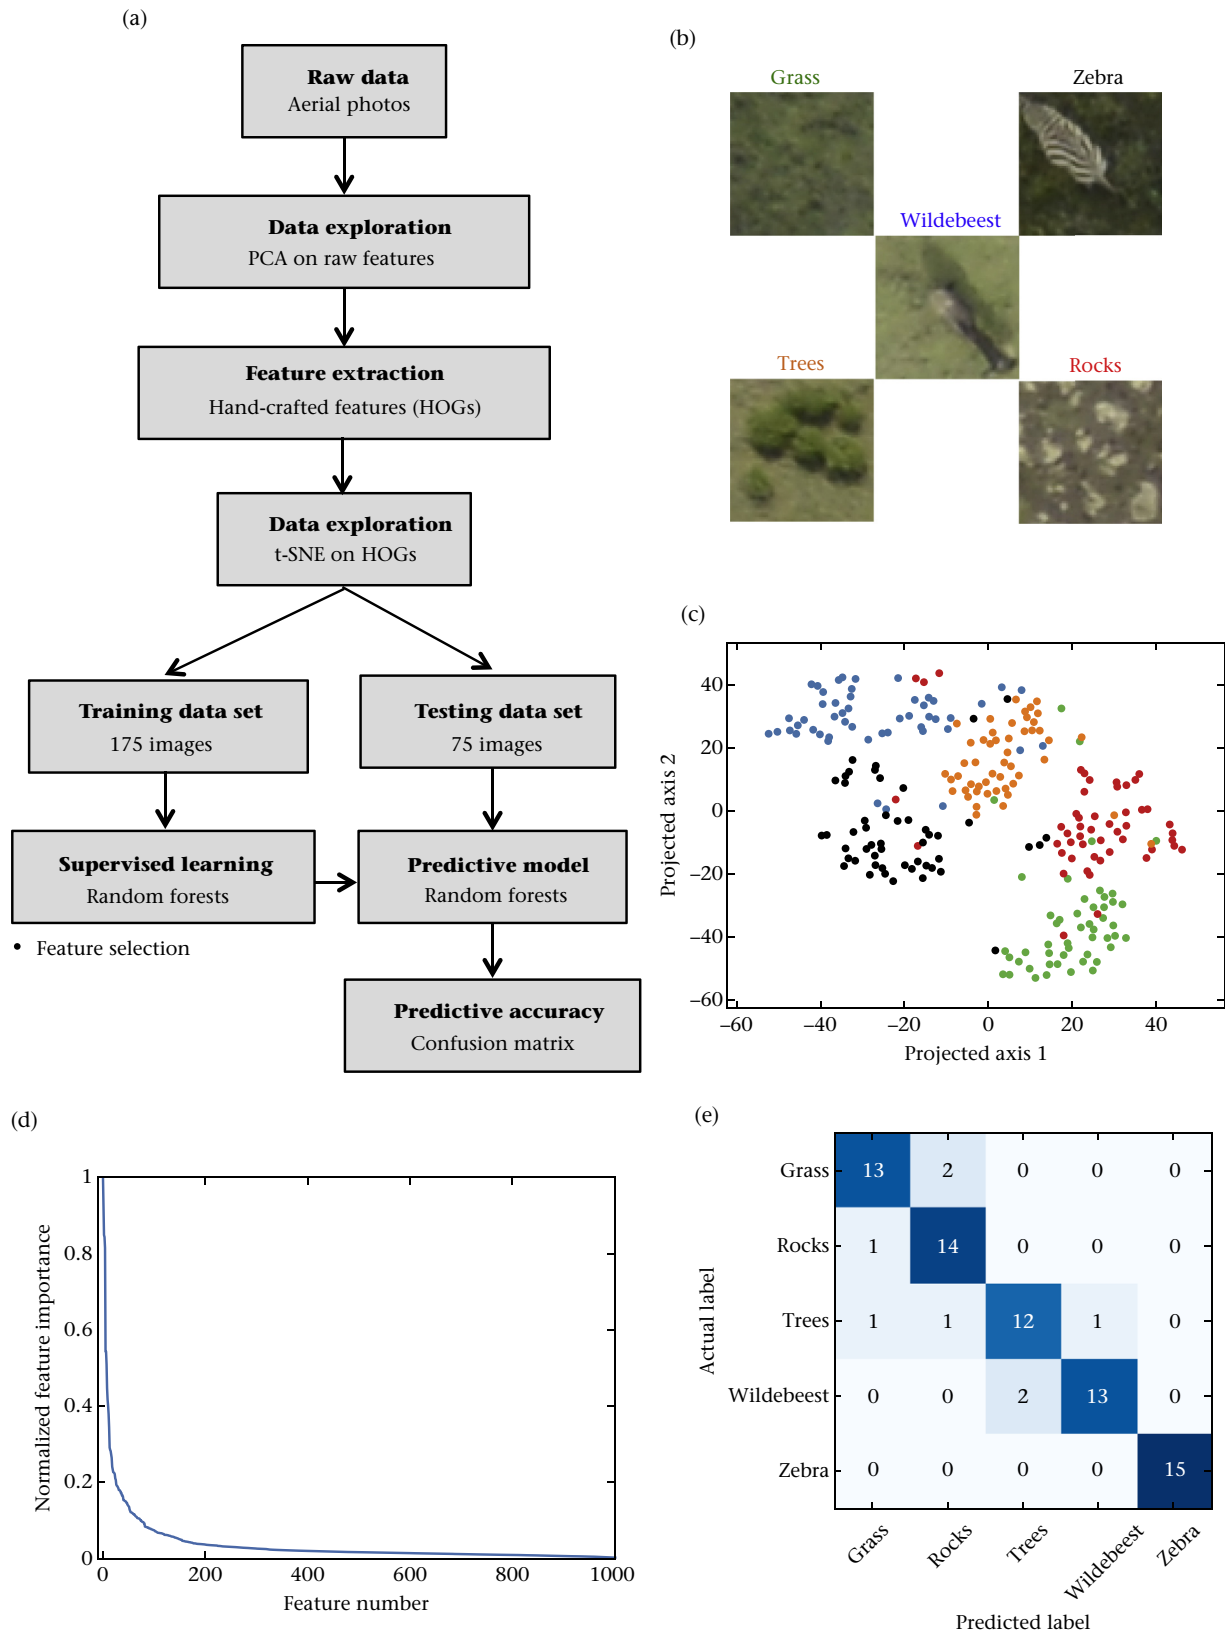 (a)
Raw data
Aerial photos
Data exploration
PCA on raw features
Feature extraction
Hand-crafted features (HOGs)
Data exploration
t-SNE on HOGs
Training data set
175 images
Testing data set
75 images
Supervised learning
Random forests
Predictive model
Random forests
• Feature selection
Predictive accuracy
Confusion matrix
(b)
Grass
Zebra
Wildebeest
Trees
Rocks
(c)
40
20
0
−20
−40
−60
Projected axis 2
−60 −40 −20 0 20 40
Projected axis 1
(d)
1
0.8
0.6
0.4
0.2
0
Normalized feature importance
0 200 400 600 800 1000
Feature number
(e)
Actual label
Grass 13 2 0 0 0
Rocks 1 14 0 0 0
Trees 1 1 12 1 0
Wildebeest 0 0 2 13 0
Zebra 0 0 0 0 15
Grass Rocks Trees Wildebeest Zebra
Predicted label